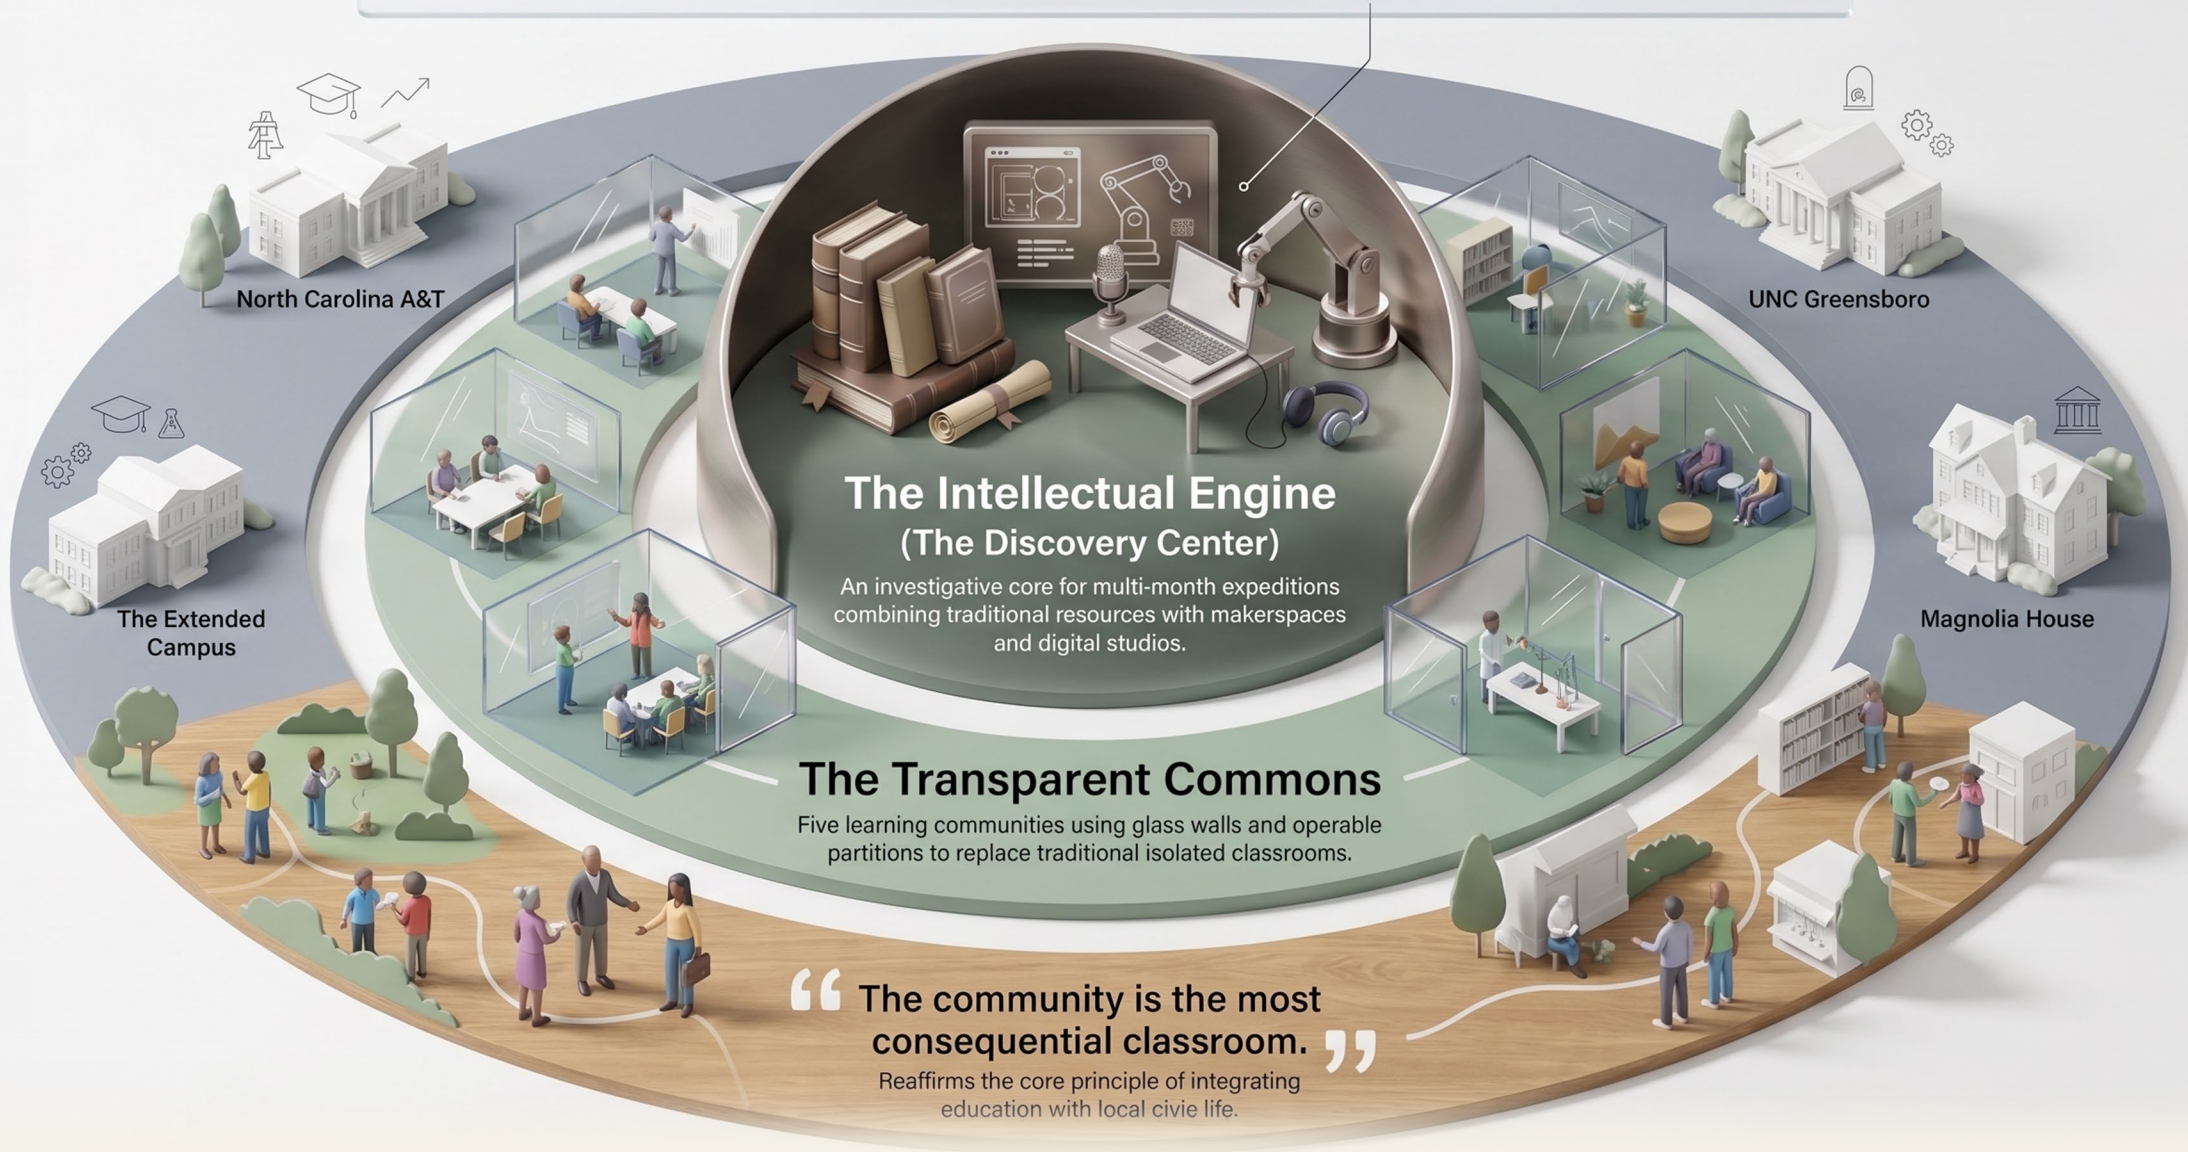 North Carolina A&T
UNC Greensboro
The Intellectual Engine
(The Discovery Center)
An investigative core for multi-month expeditions
combining traditional resources with makerspaces
and digital studios.
The Extended
Campus
Magnolia House
The Transparent Commons
Five learning communities using glass walls and operable
partitions to replace traditional isolated classrooms.
“The community is the most
consequential classroom.”
Reaffirms the core principle of integrating
education with local civie life.